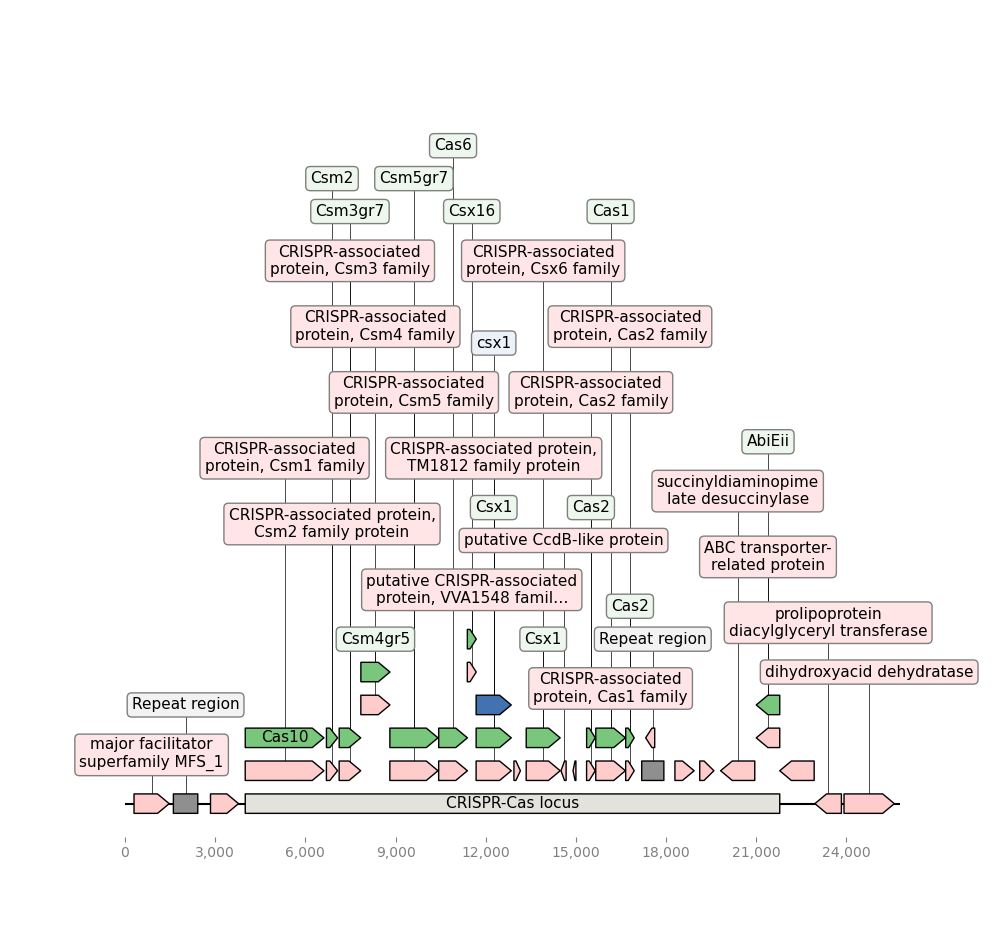 Cas6
Csm2
Csm5gr7
Csm3gr7
Csx16
Cas1
CRISPR-associated
protein, Csm3 family
CRISPR-associated
protein, Csx6 family
CRISPR-associated
protein, Csm4 family
CRISPR-associated
protein, Cas2 family
csx1
CRISPR-associated
protein, Csm5 family
CRISPR-associated
protein, Cas2 family
AbiEii
CRISPR-associated
protein, Csm1 family
CRISPR-associated protein,
TM1812 family protein
succinyldiaminopime
late desuccinylase
Csx1
Cas2
CRISPR-associated protein,
Csm2 family protein
putative CcdB-like protein
ABC transporter-
related protein
putative CRISPR-associated
protein, VVA1548 famil...
Cas2
prolipoprotein
diacylglyceryl transferase
Csm4gr5
Csx1
Repeat region
dihydroxyacid dehydratase
CRISPR-associated
protein, Cas1 family
Repeat region
Cas10
major facilitator
superfamily MFS_1
CRISPR-Cas locus
0
3,000
6,000
9,000
12,000
15,000
18,000
21,000
24,000